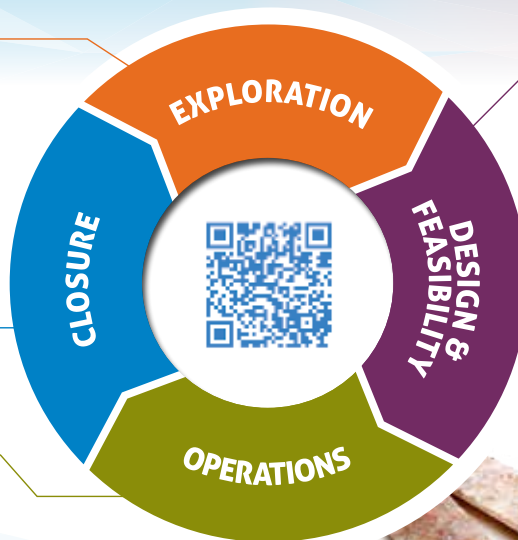 EXPLORATION
DESIGN &
FEASIBILITY
OPERATIONS
CLOSURE